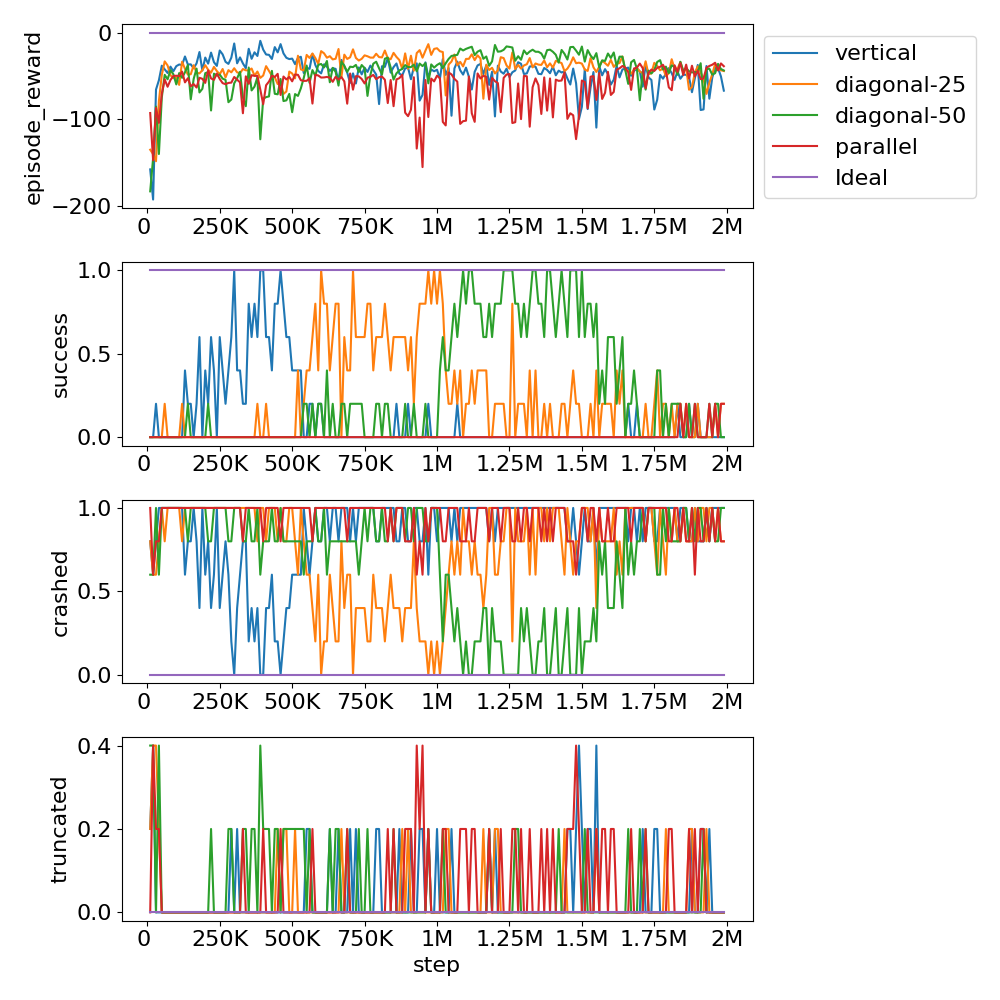 episode_reward
0
−100
−200
0 250K 500K 750K 1M 1.25M 1.5M 1.75M 2M
vertical
diagonal-25
diagonal-50
parallel
Ideal
success
1.0
0.5
0.0
0 250K 500K 750K 1M 1.25M 1.5M 1.75M 2M
crashed
1.0
0.5
0.0
0 250K 500K 750K 1M 1.25M 1.5M 1.75M 2M
truncated
0.4
0.2
0.0
0 250K 500K 750K 1M 1.25M 1.5M 1.75M 2M
step